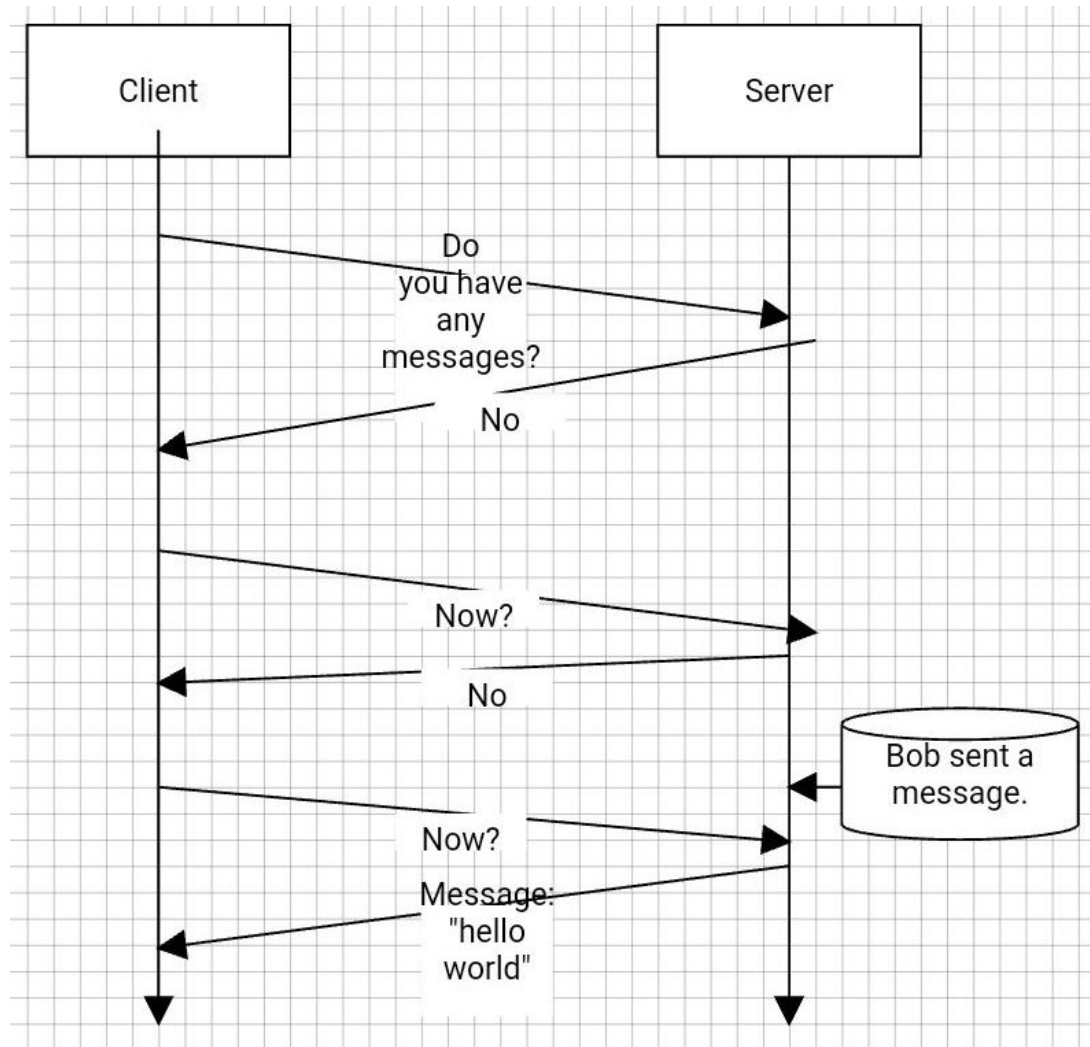 Client
Server
Do
you have
any
messages?
No
Now?
No
Bob sent a
message.
Now?
Message:
"hello
world"